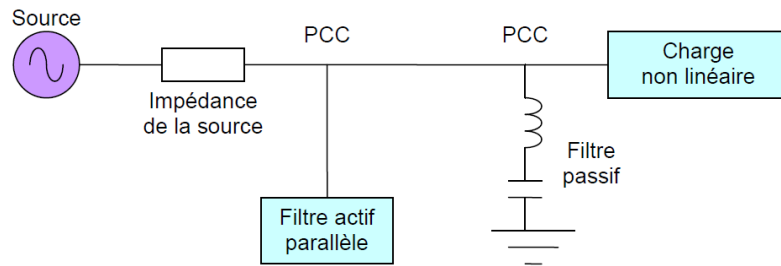 Source
PCC
PCC
Charge
non linéaire
Impédance
de la source
Filtre
passif
Filtre actif
parallèle